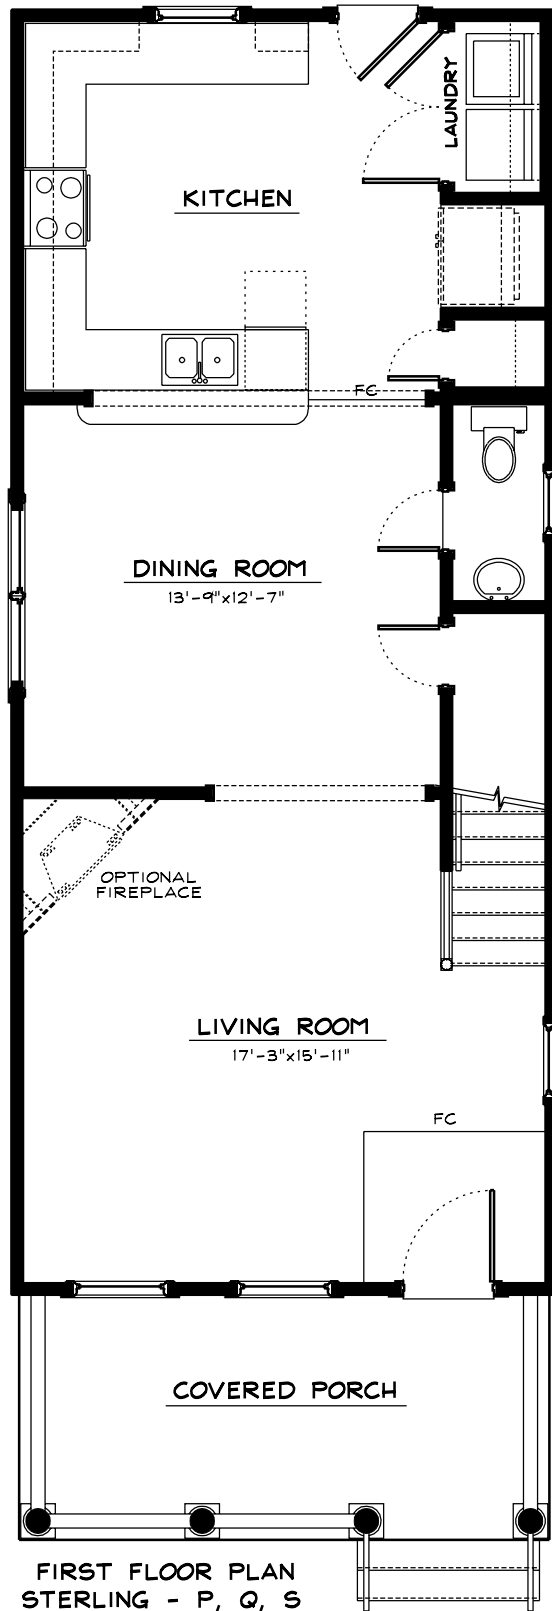 LAUNDRY
KITCHEN
FC
DINING ROOM
13'-9"x12'-7"
OPTIONAL
FIREPLACE
LIVING ROOM
17'-3"x15'-11"
FC
COVERED PORCH
FIRST FLOOR PLAN
STERLING - P, Q, S